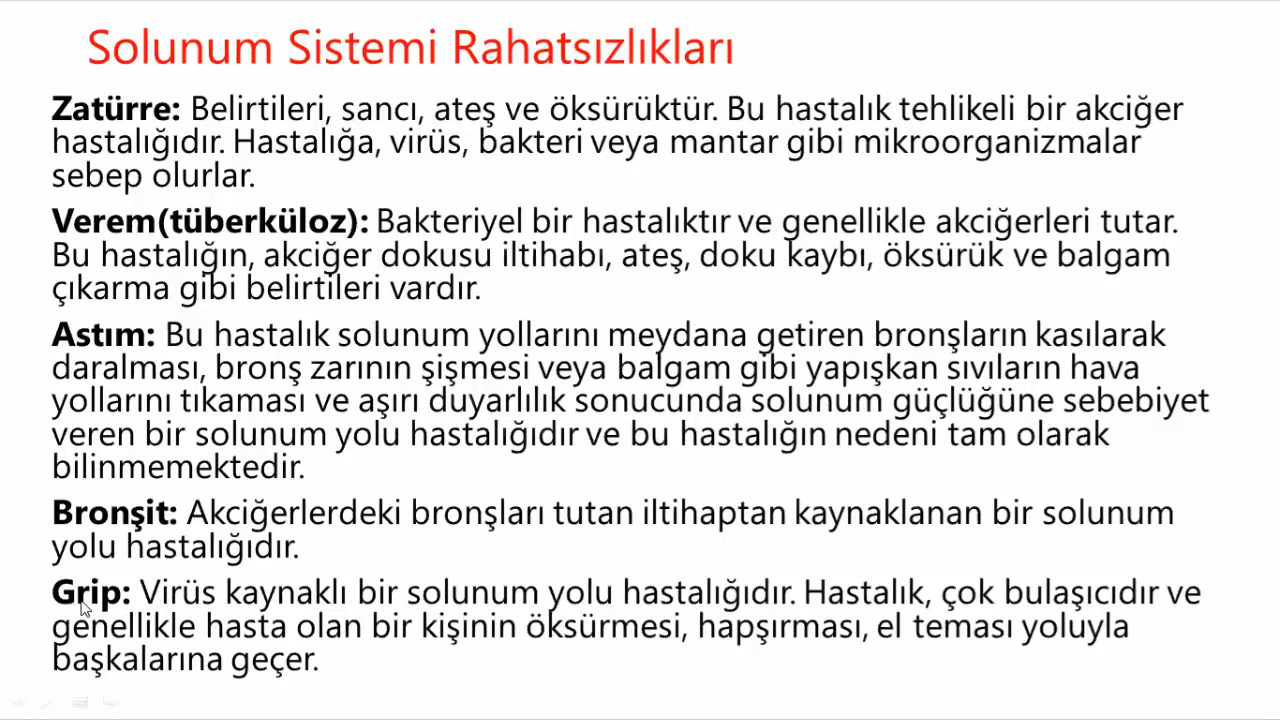 Solunum Sistemi Rahatsızlıkları
Zatürre: Belirtileri, sancı, ateş ve öksürüktür. Bu hastalık tehlikeli bir akciğer
hastalığıdır. Hastalığa, virüs, bakteri veya mantar gibi mikroorganizmalar
sebep olurlar.
Verem(tüberküloz): Bakteriyel bir hastalıktır ve genellikle akciğerleri tutar.
Bu hastalığın, akciğer dokusu iltihabı, ateş, doku kaybı, öksürük ve balgam
çıkarma gibi belirtileri vardır.
Astım: Bu hastalık solunum yollarını meydana getiren bronşların kasılarak
daralması, bronş zarının şişmesi veya balgam gibi yapışkan sıvıların hava
yollarını tıkaması ve aşırı duyarlılık sonucunda solunum güçlüğüne sebebiyet
veren bir solunum yolu hastalığıdır ve bu hastalığın nedeni tam olarak
bilinmemektedir.
Bronşit: Akciğerlerdeki bronşları tutan iltihaptan kaynaklanan bir solunum
yolu hastalığıdır.
Grip: Virüs kaynaklı bir solunum yolu hastalığıdır. Hastalık, çok bulaşıcıdır ve
genellikle hasta olan bir kişinin öksürmesi, hapşırması, el teması yoluyla
başkalarına geçer.